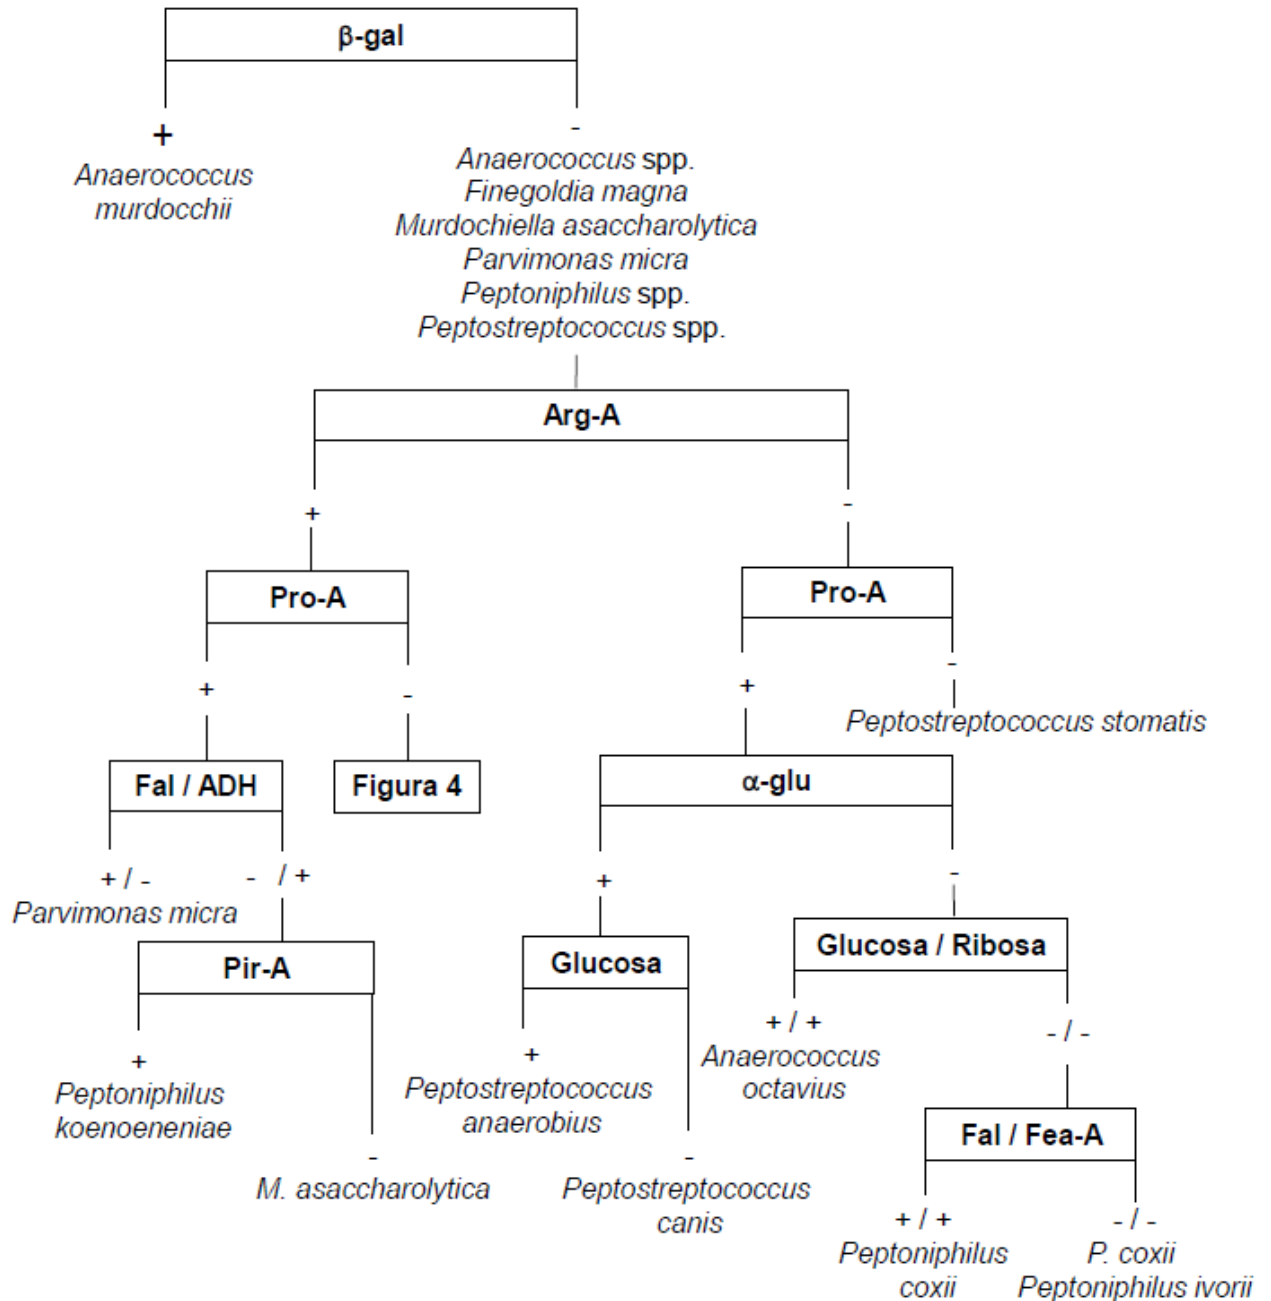 β-gal
+
-
Anaerococcus
murdocchii
Anaerococcus spp.
Finegoldia magna
Murdochiella asaccharolytica
Parvimonas micra
Peptoniphilus spp.
Peptostreptococcus spp.
Arg-A
+
-
Pro-A
Pro-A
+
-
+
-
Peptostreptococcus stomatis
Fal / ADH
Figura 4
α-glu
+ / -
- / +
Parvimonas micra
+
-
Pir-A
Glucosa
Glucosa / Ribosa
+
Peptoniphilus
koenoeneniae
-
M. asaccharolytica
+
Peptostreptococcus
anaerobius
-
Peptostreptococcus
canis
+ / +
Anaerococcus
octavius
- / -
Fal / Fea-A
+ / +
Peptoniphilus
coxii
- / -
P. coxii
Peptoniphilus ivorii